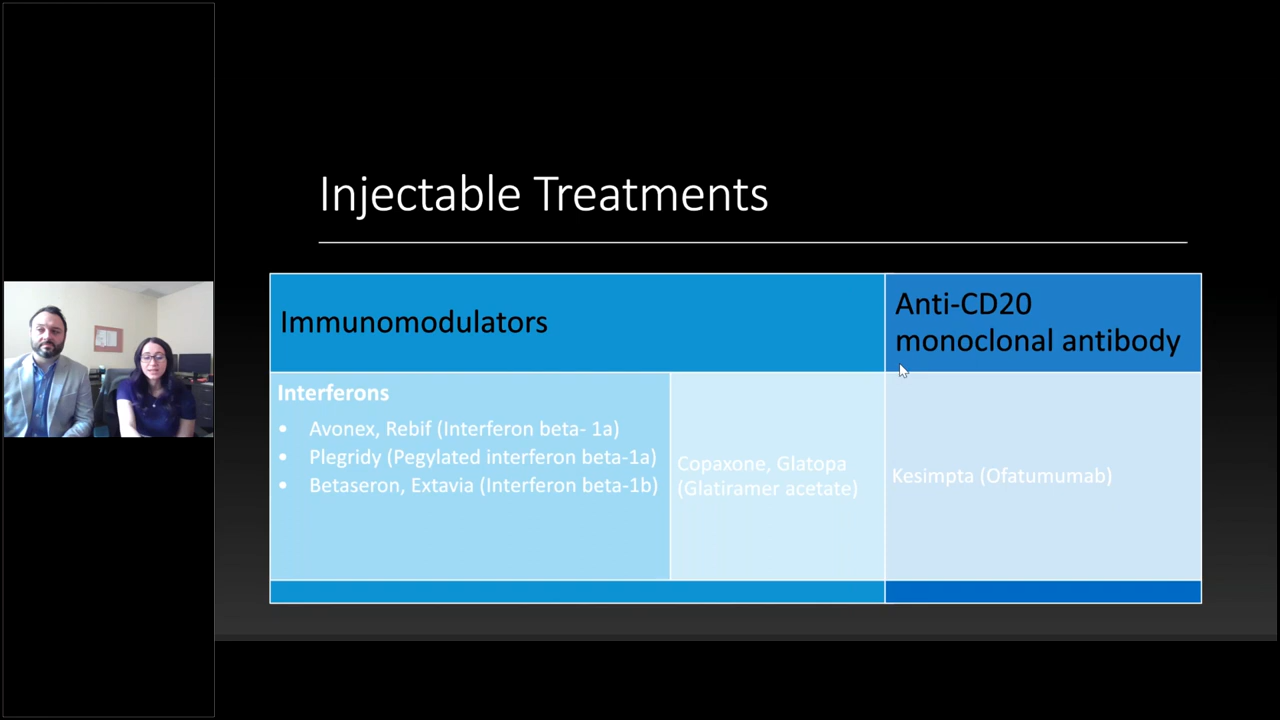 Injectable Treatments
Immunomodulators
Anti-CD20
monoclonal antibody
Interferons
• Avonex, Rebif (Interferon beta- 1a)
• Plegridy (Pegylated interferon beta-1a)
• Betaseron, Extavia (Interferon beta-1b)
Copaxone, Glatopa
(Glatiramer acetate)
Kesimpta (Ofatumumab)